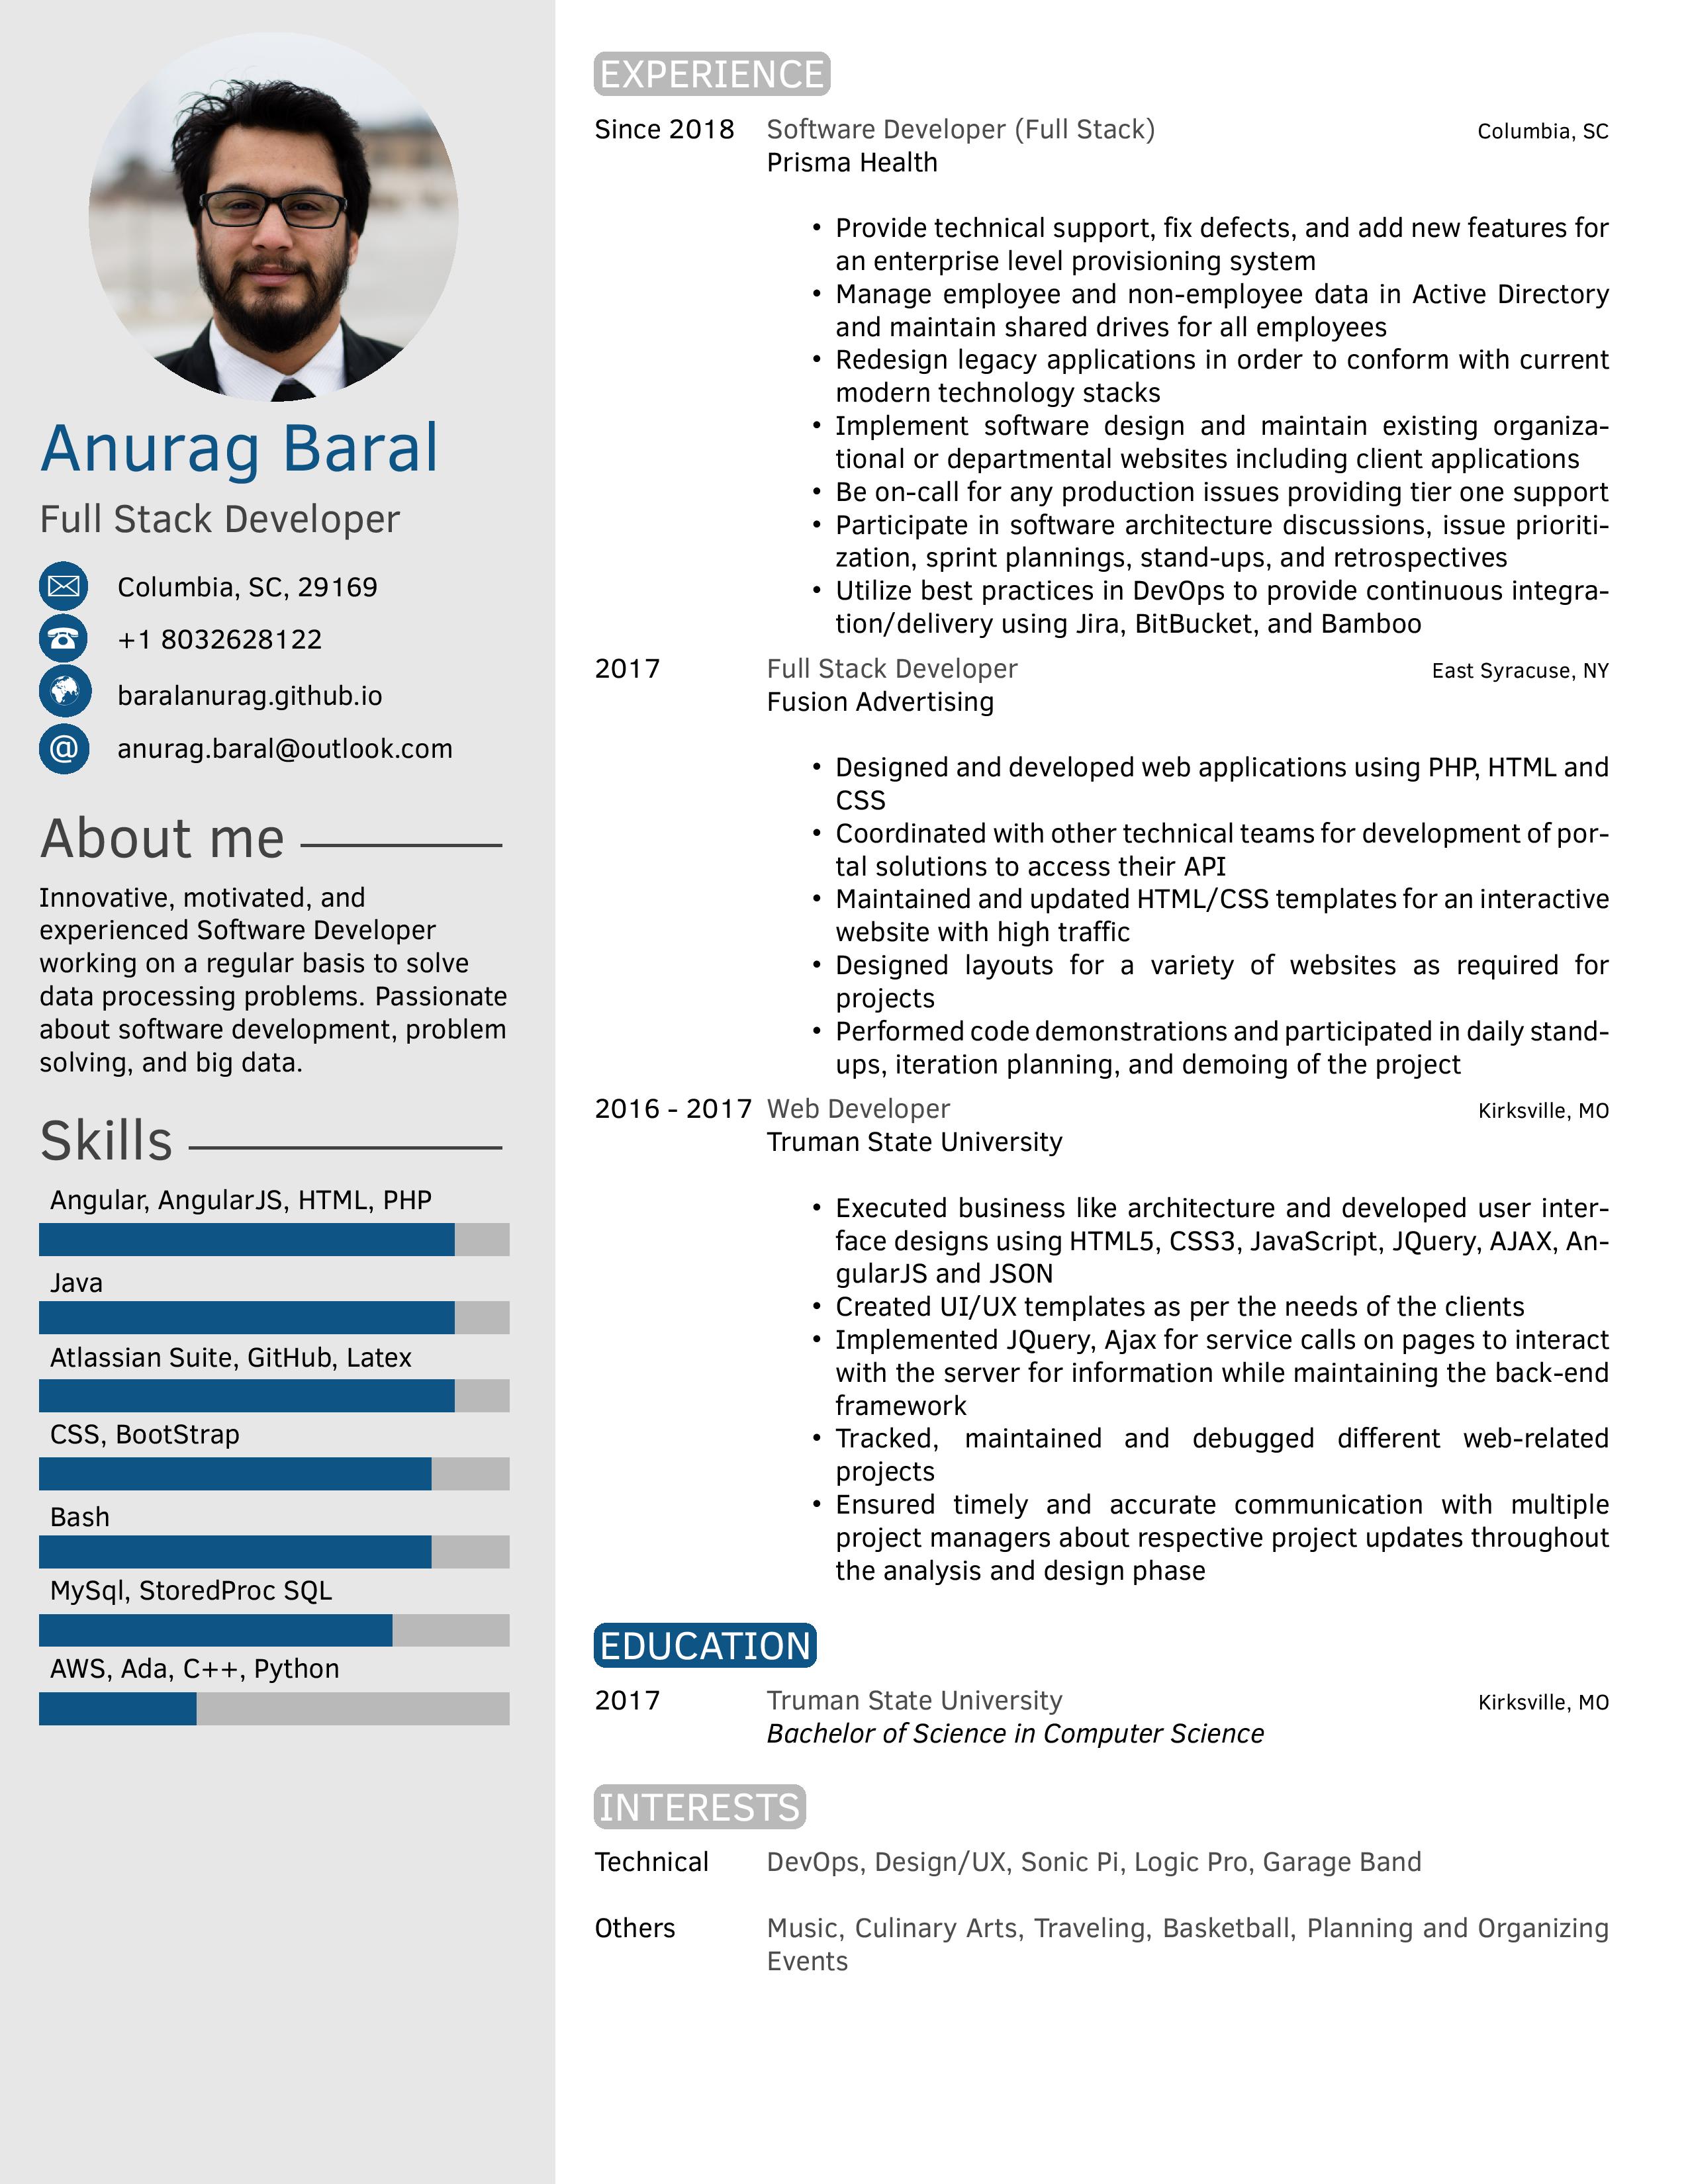 Anurag Baral
Full Stack Developer
Columbia, SC, 29169
+1 8032628122
baralanurag.github.io
@ anurag.baral@outlook.com
About me
Innovative, motivated, and
experienced Software Developer
working on a regular basis to solve
data processing problems. Passionate
about software development, problem
solving, and big data.
Skills
Angular, AngularJS, HTML, PHP
Java
Atlassian Suite, GitHub, Latex
CSS, BootStrap
Bash
MySql, StoredProc SQL
AWS, Ada, C++, Python
EXPERIENCE
Since 2018 Software Developer (Full Stack) Columbia, SC
Prisma Health
• Provide technical support, fix defects, and add new features for
an enterprise level provisioning system
• Manage employee and non-employee data in Active Directory
and maintain shared drives for all employees
• Redesign legacy applications in order to conform with current
modern technology stacks
• Implement software design and maintain existing organiza-
tional or departmental websites including client applications
• Be on-call for any production issues providing tier one support
• Participate in software architecture discussions, issue prioriti-
zation, sprint plannings, stand-ups, and retrospectives
• Utilize best practices in DevOps to provide continuous integra-
tion/delivery using Jira, BitBucket, and Bamboo
2017 Full Stack Developer East Syracuse, NY
Fusion Advertising
• Designed and developed web applications using PHP, HTML and
CSS
• Coordinated with other technical teams for development of por-
tal solutions to access their API
• Maintained and updated HTML/CSS templates for an interactive
website with high traffic
• Designed layouts for a variety of websites as required for
projects
• Performed code demonstrations and participated in daily stand-
ups, iteration planning, and demoing of the project
2016 - 2017 Web Developer Kirksville, MO
Truman State University
• Executed business like architecture and developed user inter-
face designs using HTML5, CSS3, JavaScript, JQuery, AJAX, An-
gularJS and JSON
• Created UI/UX templates as per the needs of the clients
• Implemented JQuery, Ajax for service calls on pages to interact
with the server for information while maintaining the back-end
framework
• Tracked, maintained and debugged different web-related
projects
• Ensured timely and accurate communication with multiple
project managers about respective project updates throughout
the analysis and design phase
EDUCATION
2017 Truman State University Kirksville, MO
Bachelor of Science in Computer Science
INTERESTS
Technical DevOps, Design/UX, Sonic Pi, Logic Pro, Garage Band
Others Music, Culinary Arts, Traveling, Basketball, Planning and Organizing
Events